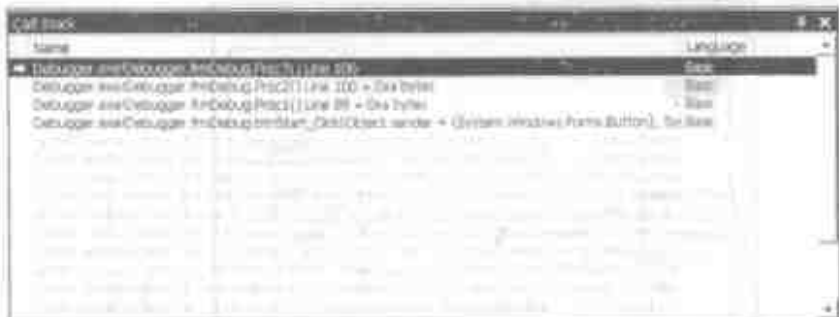 Call Stack
Name Language
Debugger.exe!Debugger.frmDebug.Proc3() Line 106 Basic
Debugger.exe!Debugger.frmDebug.Proc2() Line 100 + 0xa bytes Basic
Debugger.exe!Debugger.frmDebug.Proc1() Line 89 + 0xa bytes Basic
Debugger.exe!Debugger.frmDebug.btnStart_Click(Object sender = {System.Windows.Forms.Button}, Basic